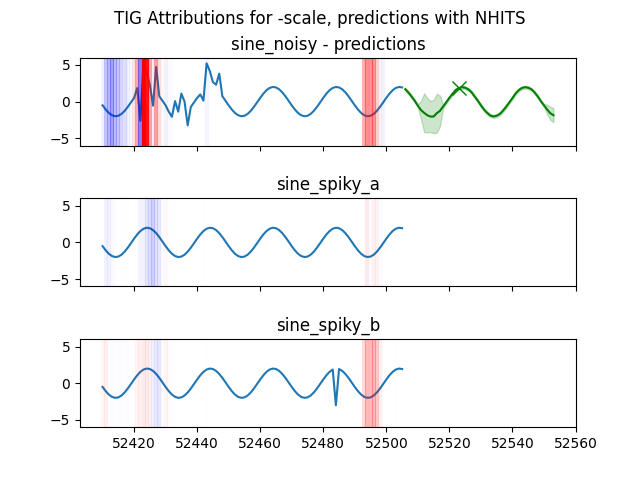 TIG Attributions for -scale, predictions with NHITS
sine_noisy - predictions
5
0
−5
sine_spiky_a
5
0
−5
sine_spiky_b
5
0
−5
52420 52440 52460 52480 52500 52520 52540 52560